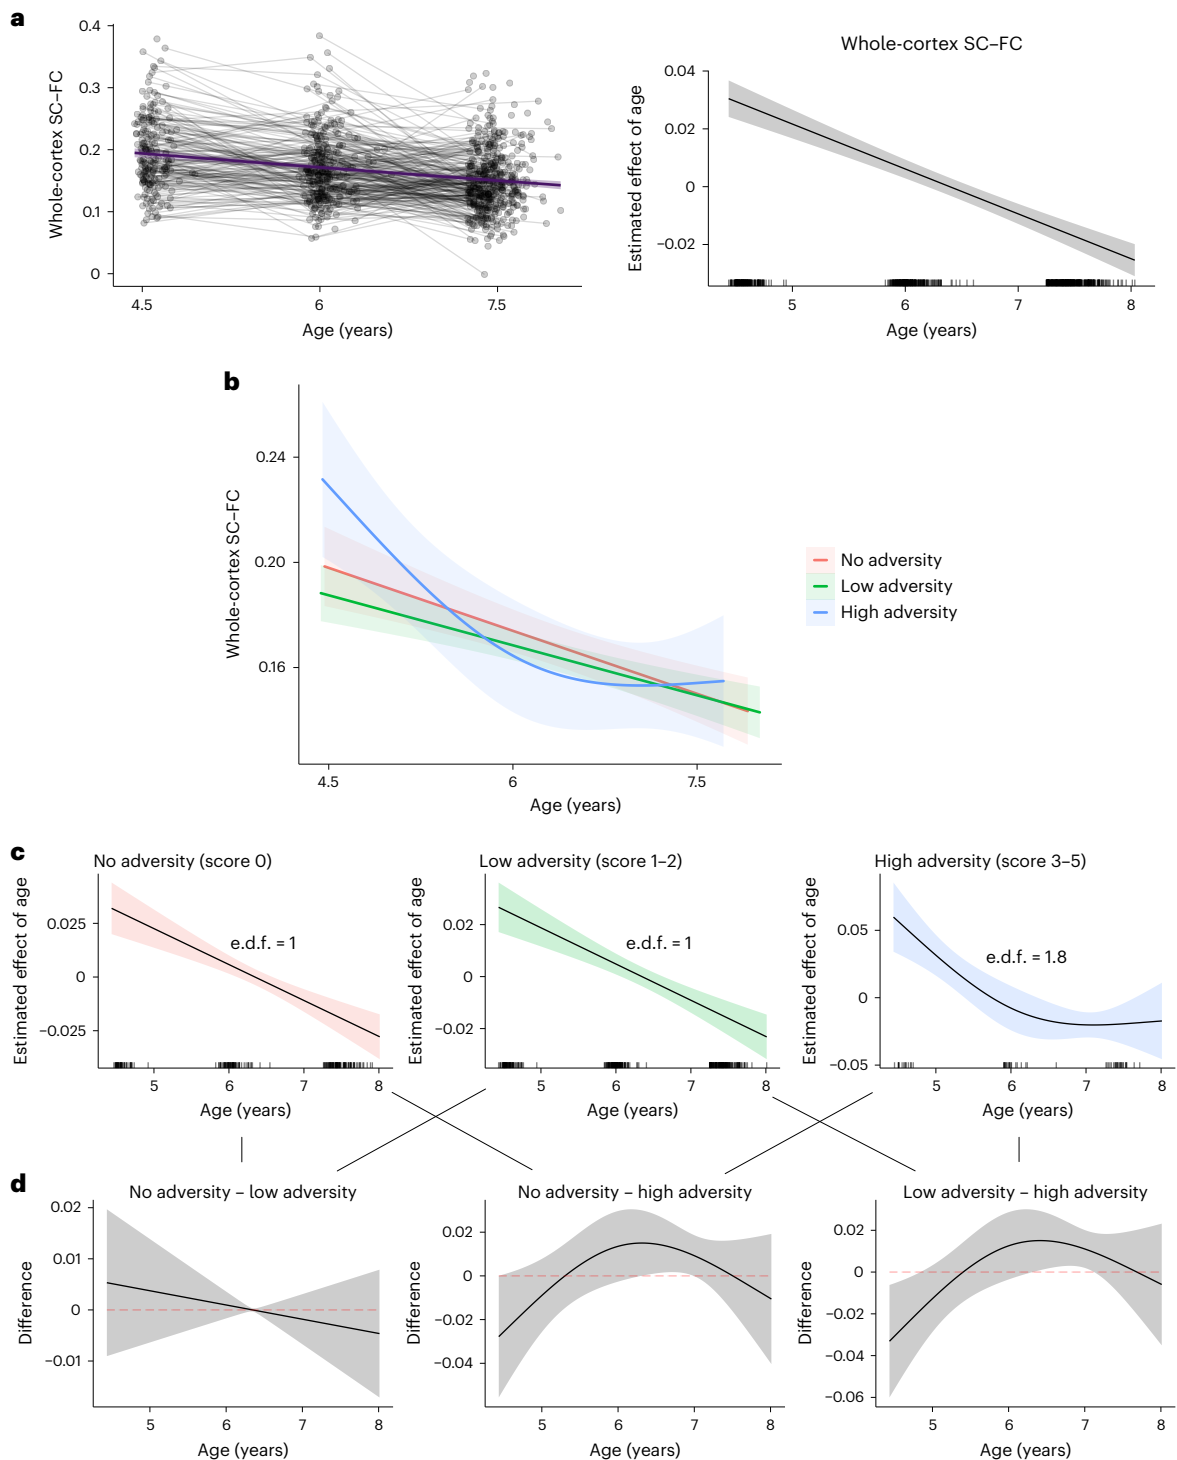 a
Whole-cortex SC–FC
0.4
0.3
0.2
0.1
0
4.5
6
7.5
Age (years)
Whole-cortex SC–FC
Estimated effect of age
0.04
0.02
0
−0.02
5
6
7
8
Age (years)
b
Whole-cortex SC–FC
0.24
0.20
0.16
4.5
6
7.5
Age (years)
No adversity
Low adversity
High adversity
c
No adversity (score 0)
Estimated effect of age
0.025
0
−0.025
e.d.f. = 1
5
6
7
8
Age (years)
Low adversity (score 1–2)
Estimated effect of age
0.02
0
−0.02
e.d.f. = 1
5
6
7
8
Age (years)
High adversity (score 3–5)
Estimated effect of age
0.05
0
−0.05
e.d.f. = 1.8
5
6
7
8
Age (years)
d
No adversity – low adversity
Difference
0.02
0.01
0
−0.01
5
6
7
8
Age (years)
No adversity – high adversity
Difference
0.02
0
−0.02
−0.04
5
6
7
8
Age (years)
Low adversity – high adversity
Difference
0.02
0
−0.02
−0.04
−0.06
5
6
7
8
Age (years)